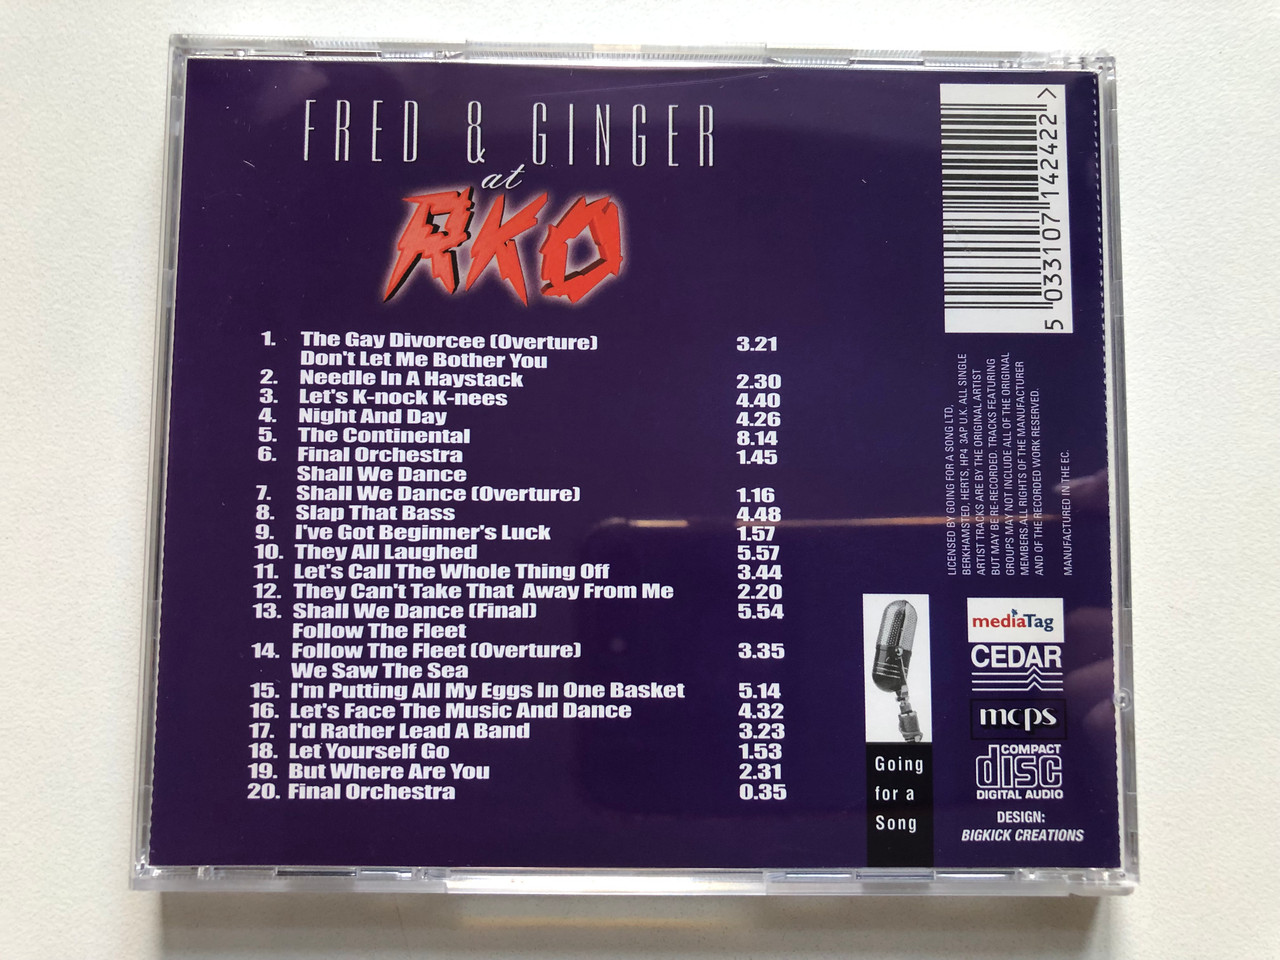 FRED & GINGER
at
RKO
1. The Gay Divorcee (Overture) 3.21
Don't Let Me Bother You
2. Needle In A Haystack 2.30
3. Let's K-nock K-nees 4.40
4. Night And Day 4.26
5. The Continental 8.14
6. Final Orchestra 1.45
Shall We Dance
7. Shall We Dance (Overture) 1.16
8. Slap That Bass 4.48
9. I've Got Beginner's Luck 1.57
10. They All Laughed 5.57
11. Let's Call The Whole Thing Off 3.44
12. They Can't Take That Away From Me 2.20
13. Shall We Dance (Final) 5.54
Follow The Fleet
14. Follow The Fleet (Overture) 3.35
We Saw The Sea
15. I'm Putting All My Eggs In One Basket 5.14
16. Let's Face The Music And Dance 4.32
17. I'd Rather Lead A Band 3.23
18. Let Yourself Go 1.53
19. But Where Are You 2.31
20. Final Orchestra 0.35
5 033107 142422 >
LICENSED BY GOING FOR A SONG LTD,
BERKHAMSTED, HERTS, HP4 3AP U.K. ALL SINGLE
ARTIST TRACKS ARE BY THE ORIGINAL ARTIST
BUT MAY BE RE-RECORDED. TRACKS FEATURING
GROUPS MAY NOT INCLUDE ALL OF THE ORIGINAL
MEMBERS.ALL RIGHTS OF THE MANUFACTURER
AND OF THE RECORDED WORK RESERVED.
MANUFACTURED IN THE EC.
mediaTag
CEDAR
mcps
COMPACT
disc
DIGITAL AUDIO
DESIGN:
BIGKICK CREATIONS
Going
for a
Song